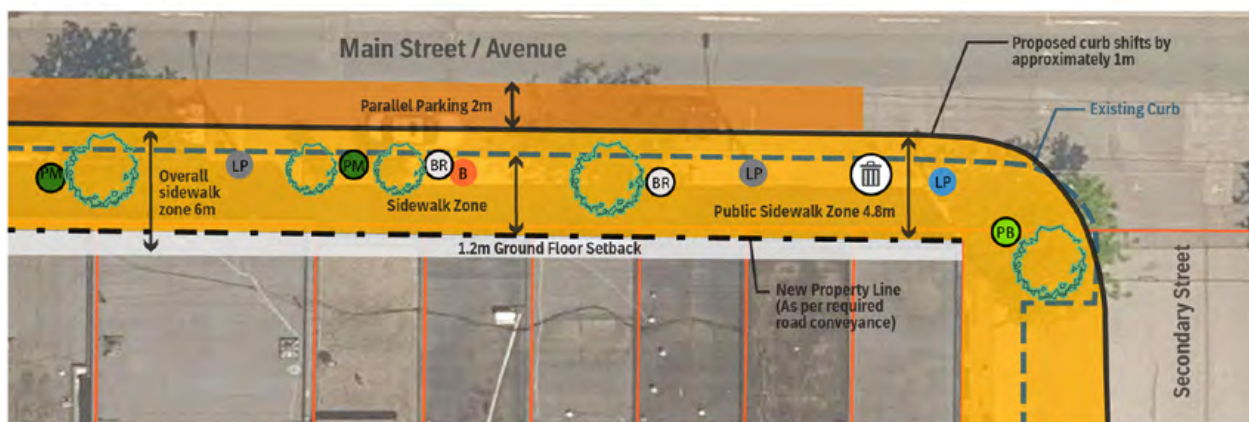 Main Street / Avenue
Proposed curb shifts by
approximately 1m
Parallel Parking 2m
Existing Curb
PM
LP
PM
BR
B
BR
LP
LP
Overall
sidewalk
zone 6m
Sidewalk Zone
Public Sidewalk Zone 4.8m
PB
1.2m Ground Floor Setback
New Property Line
(As per required
road conveyance)
Secondary Street